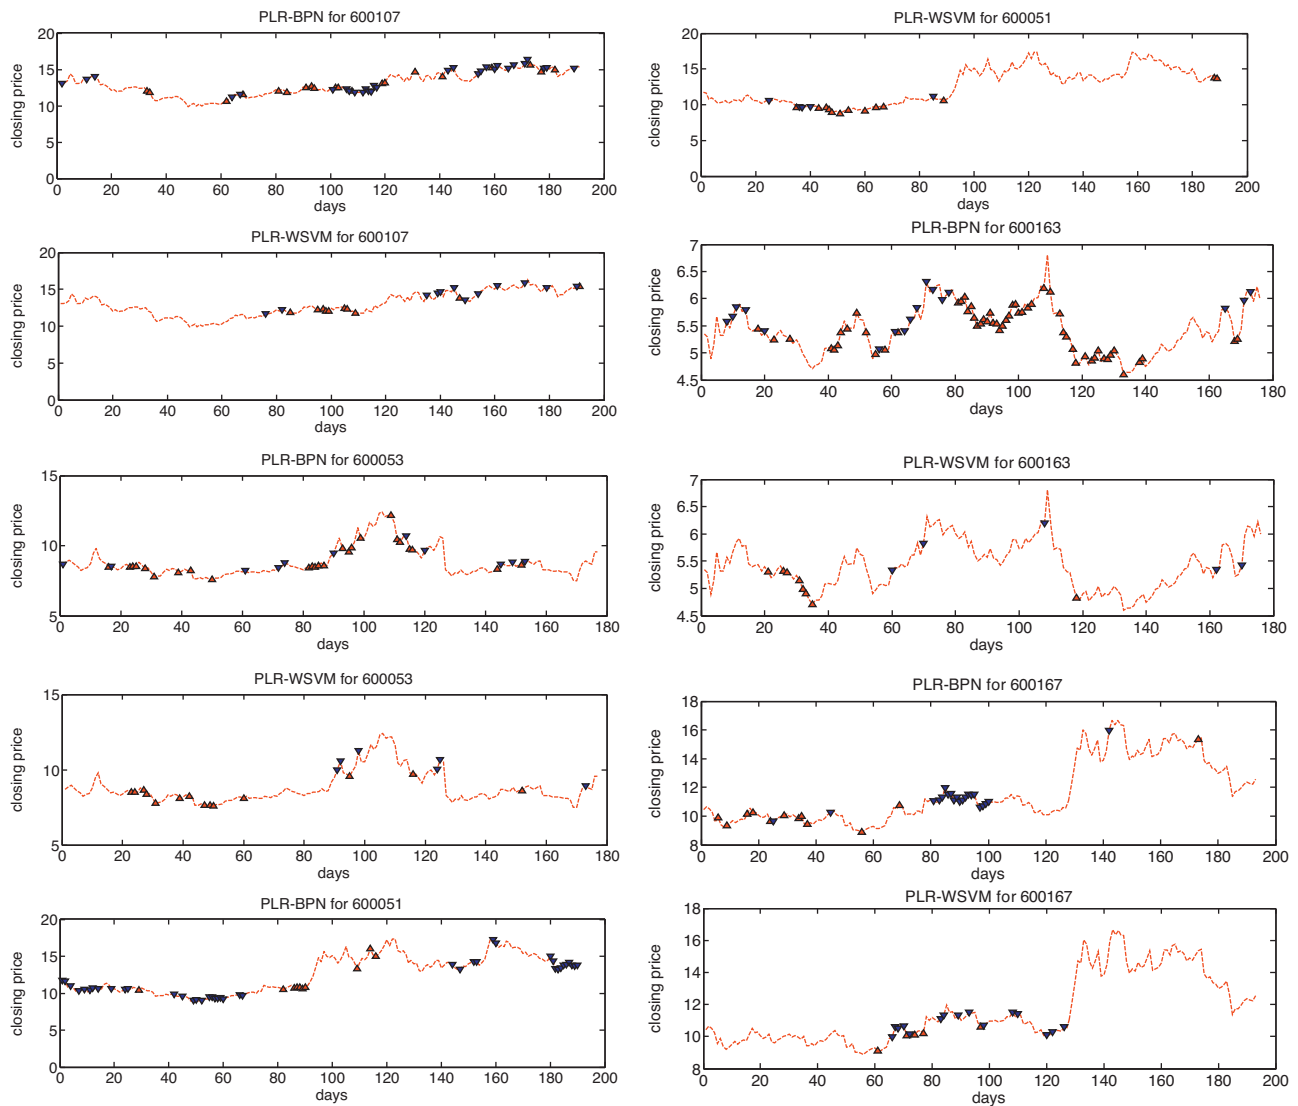 PLR-BPN for 600107
closing price
20
15
10
5
0
0 20 40 60 80 100 120 140 160 180 200
days
PLR-WSVM for 600107
closing price
20
15
10
5
0
0 20 40 60 80 100 120 140 160 180 200
days
PLR-BPN for 600053
closing price
15
10
5
0 20 40 60 80 100 120 140 160 180
days
PLR-WSVM for 600053
closing price
15
10
5
0 20 40 60 80 100 120 140 160 180
days
PLR-BPN for 600051
closing price
20
15
10
5
0
0 20 40 60 80 100 120 140 160 180 200
days
PLR-WSVM for 600051
closing price
20
15
10
5
0
0 20 40 60 80 100 120 140 160 180 200
days
PLR-BPN for 600163
closing price
7
6.5
6
5.5
5
4.5
0 20 40 60 80 100 120 140 160 180
days
PLR-WSVM for 600163
closing price
7
6.5
6
5.5
5
4.5
0 20 40 60 80 100 120 140 160 180
days
PLR-BPN for 600167
closing price
18
16
14
12
10
8
0 20 40 60 80 100 120 140 160 180 200
days
PLR-WSVM for 600167
closing price
18
16
14
12
10
8
0 20 40 60 80 100 120 140 160 180 200
days